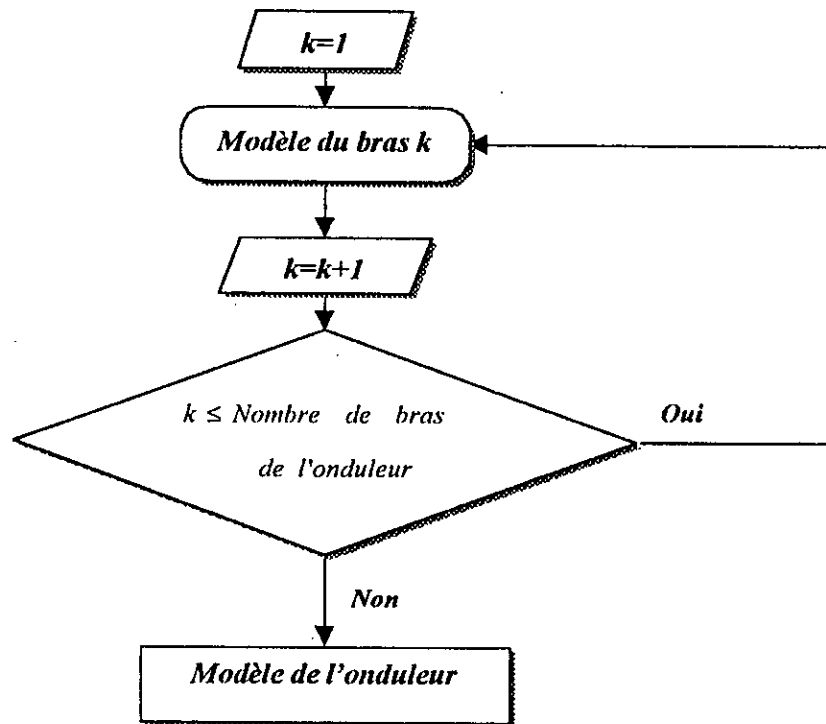 k=1
Modèle du bras k
k=k+1
k ≤ Nombre de bras
de l'onduleur
Oui
Non
Modèle de l'onduleur